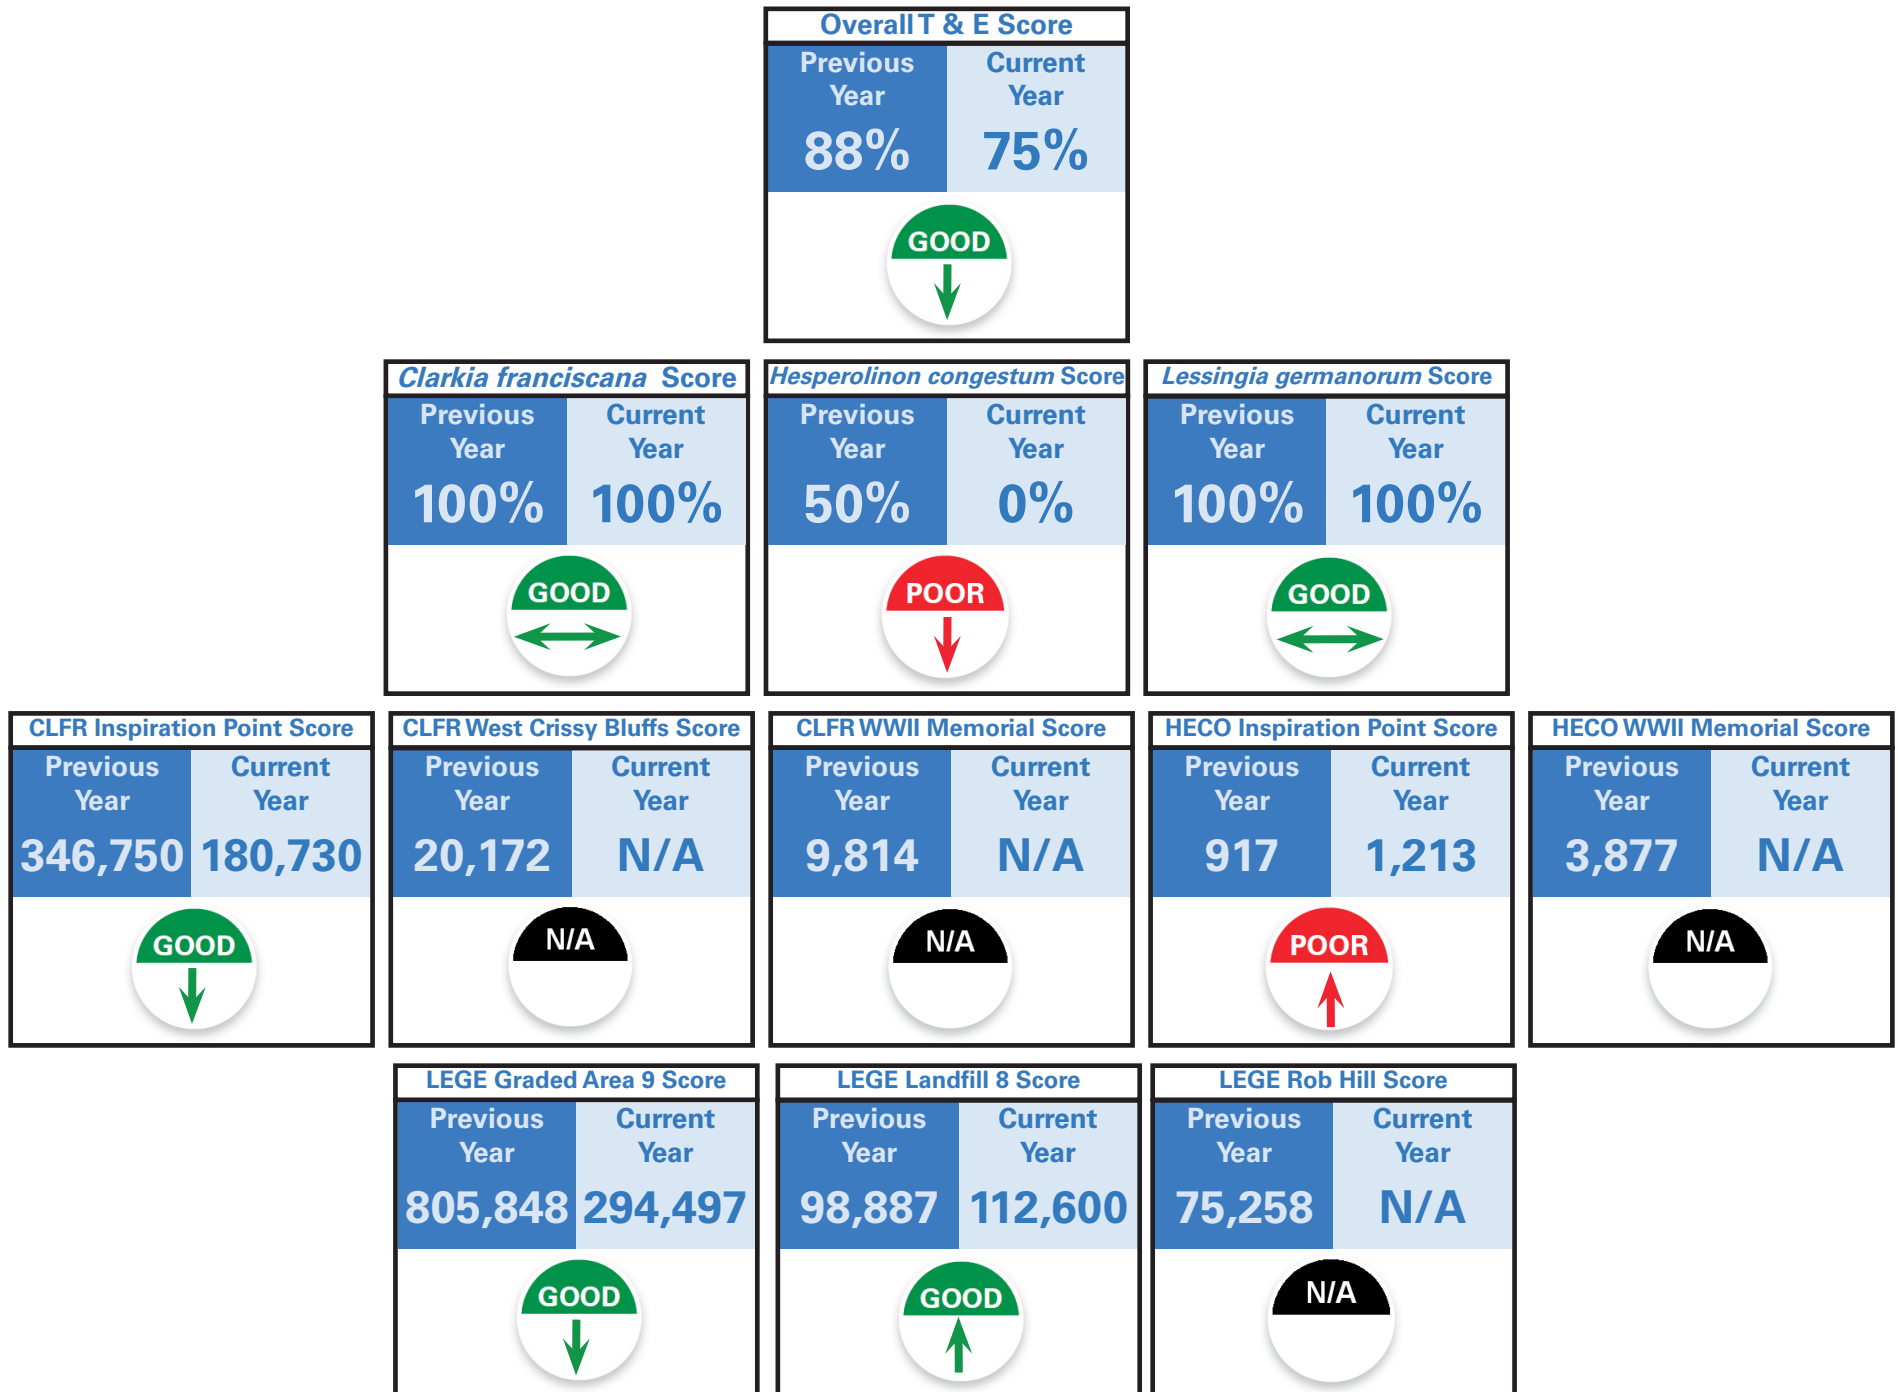 Overall T & E Score
Previous Year
Current Year
88%
75%
GOOD
Clarkia franciscana Score
Previous Year
Current Year
100%
100%
GOOD
Hesperolinon congestum Score
Previous Year
Current Year
50%
0%
POOR
Lessingia germanorum Score
Previous Year
Current Year
100%
100%
GOOD
CLFR Inspiration Point Score
Previous Year
Current Year
346,750
180,730
GOOD
CLFR West Crissy Bluffs Score
Previous Year
Current Year
20,172
N/A
N/A
CLFR WWII Memorial Score
Previous Year
Current Year
9,814
N/A
N/A
HECO Inspiration Point Score
Previous Year
Current Year
917
1,213
POOR
HECO WWII Memorial Score
Previous Year
Current Year
3,877
N/A
N/A
LEGE Graded Area 9 Score
Previous Year
Current Year
805,848
294,497
GOOD
LEGE Landfill 8 Score
Previous Year
Current Year
98,887
112,600
GOOD
LEGE Rob Hill Score
Previous Year
Current Year
75,258
N/A
N/A